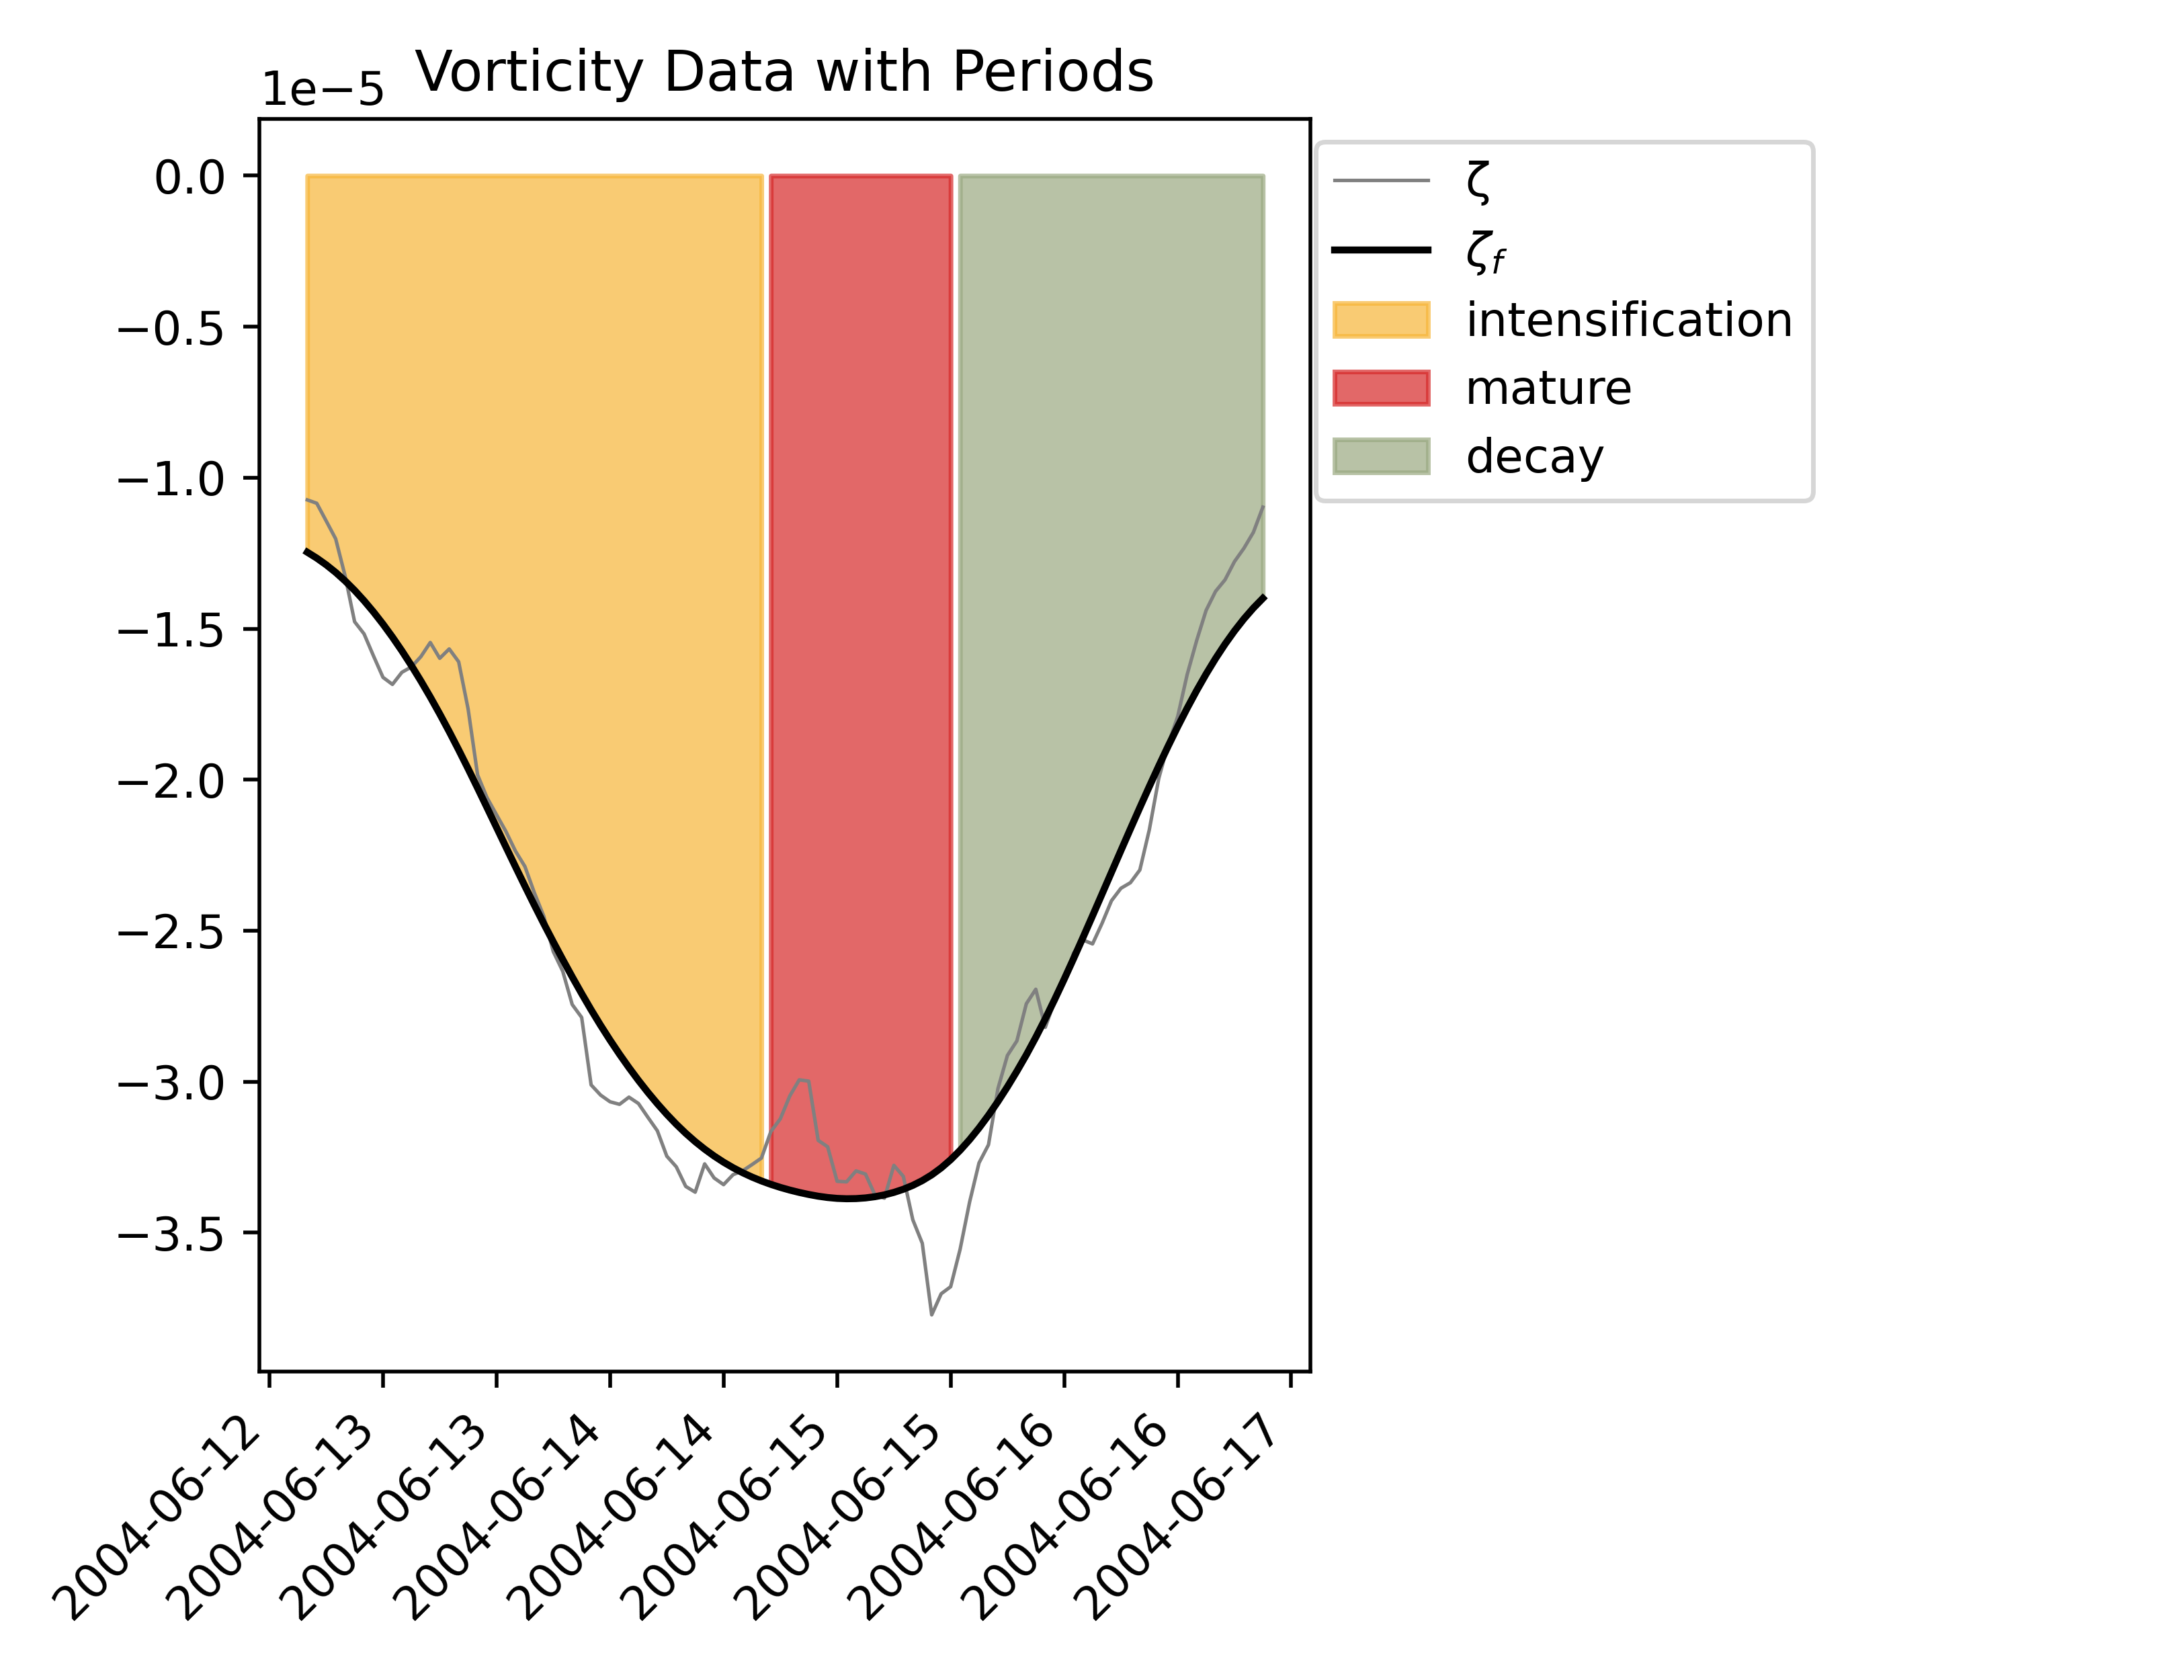 Vorticity Data with Periods
1e−5
0.0
−0.5
−1.0
−1.5
−2.0
−2.5
−3.0
−3.5
ζ
ζf
intensification
mature
decay
2004-06-12
2004-06-13
2004-06-13
2004-06-14
2004-06-14
2004-06-15
2004-06-15
2004-06-16
2004-06-16
2004-06-17